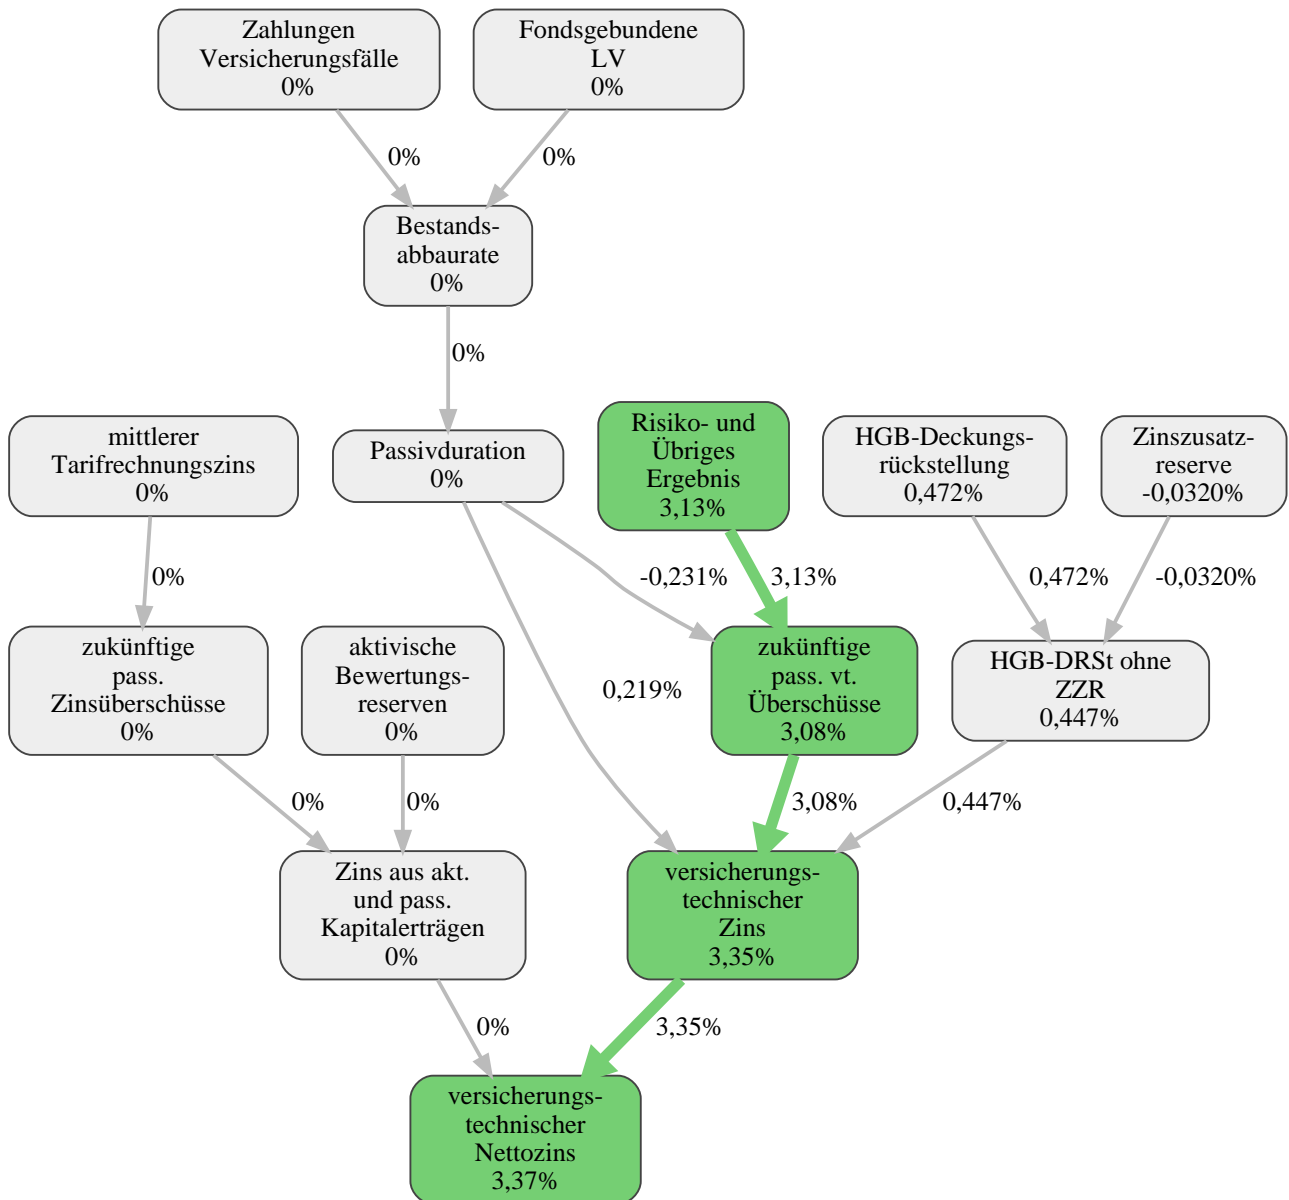 Zahlungen
Versicherungsfälle
0%
Fondsgebundene
LV
0%
0%
0%
Bestands-
abbaurate
0%
0%
mittlerer
Tarifrechnungszins
0%
Passivduration
0%
Risiko- und
Übriges
Ergebnis
3,13%
HGB-Deckungs-
rückstellung
0,472%
Zinszusatz-
reserve
-0,0320%
0%
-0,231%
3,13%
0,472%
-0,0320%
zukünftige
pass.
Zinsüberschüsse
0%
aktivische
Bewertungs-
reserven
0%
0,219%
zukünftige
pass. vt.
Überschüsse
3,08%
HGB-DRSt ohne
ZZR
0,447%
0%
0%
3,08%
0,447%
Zins aus akt.
und pass.
Kapitalerträgen
0%
versicherungs-
technischer
Zins
3,35%
0%
3,35%
versicherungs-
technischer
Nettozins
3,37%